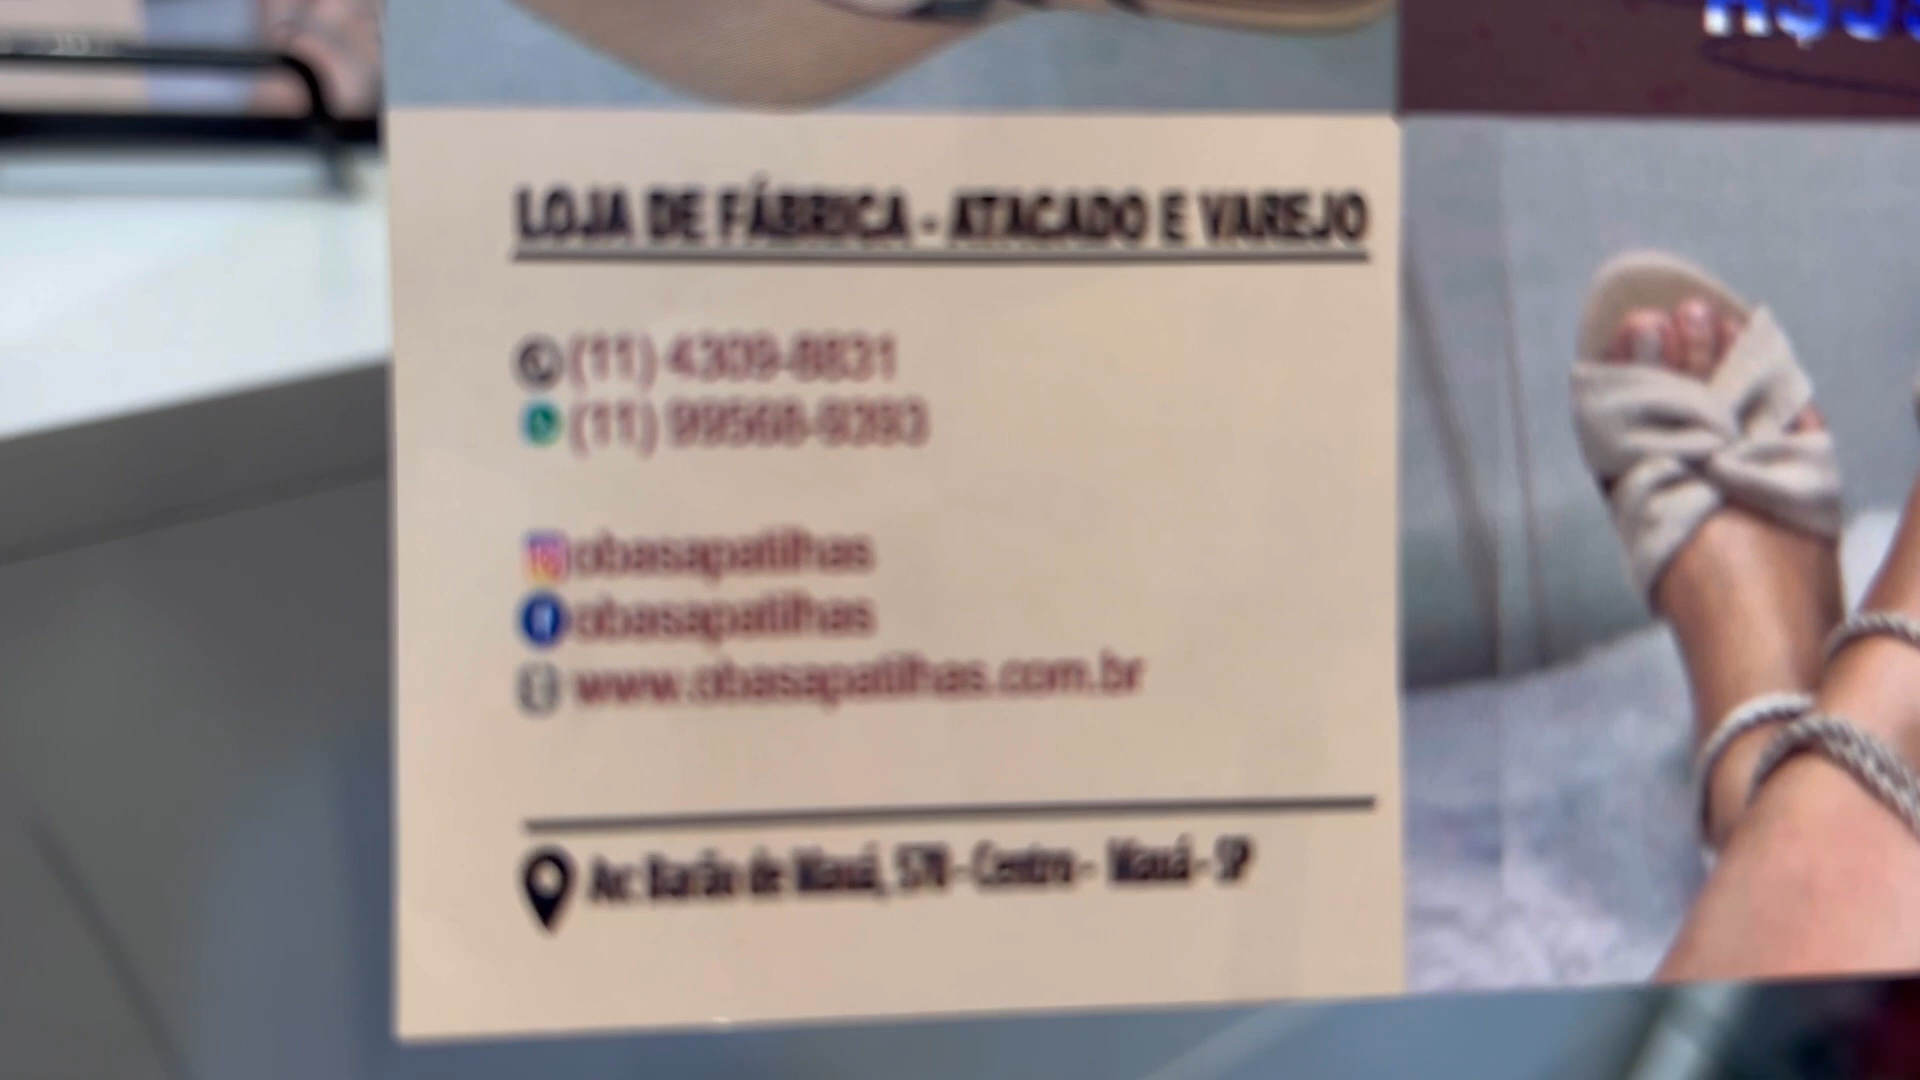 LOJA DE FÁBRICA - ATACADO E VAREJO
(11) 4309-8831
(11) 99568-9393
obasapatilhas
obasapatilhas
www.obasapatilhas.com.br
Av: Barão de Mauá, - Centro - Mauá - SP